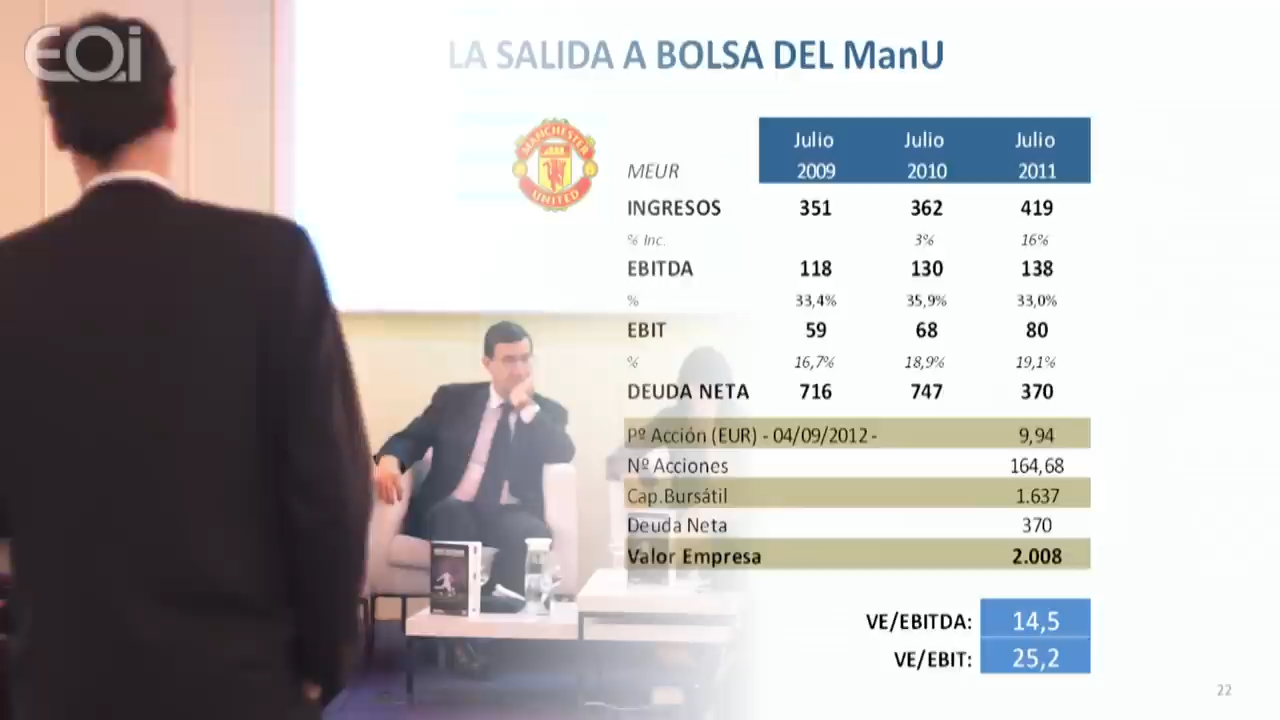 EOi
LA SALIDA A BOLSA DEL ManU
MANCHESTER
UNITED
MEUR Julio 2009 Julio 2010 Julio 2011
INGRESOS 351 362 419
% Inc. 3% 16%
EBITDA 118 130 138
% 33,4% 35,9% 33,0%
EBIT 59 68 80
% 16,7% 18,9% 19,1%
DEUDA NETA 716 747 370
Pº Acción (EUR) - 04/09/2012 - 9,94
Nº Acciones 164,68
Cap.Bursátil 1.637
Deuda Neta 370
Valor Empresa 2.008
VE/EBITDA: 14,5
VE/EBIT: 25,2
22